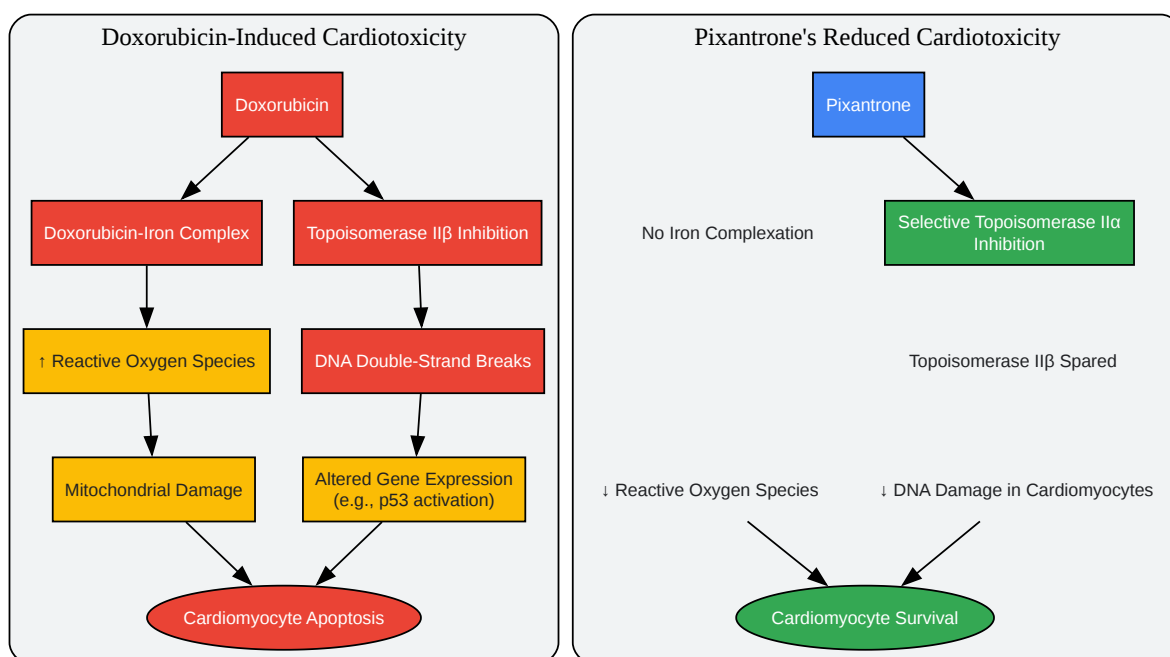 Doxorubicin-Induced Cardiotoxicity
Doxorubicin
Doxorubicin-Iron Complex
Topoisomerase IIβ Inhibition
↑ Reactive Oxygen Species
DNA Double-Strand Breaks
Mitochondrial Damage
Altered Gene Expression
(e.g., p53 activation)
Cardiomyocyte Apoptosis
Pixantrone's Reduced Cardiotoxicity
Pixantrone
No Iron Complexation
Selective Topoisomerase IIα
Inhibition
Topoisomerase IIβ Spared
↓ Reactive Oxygen Species
↓ DNA Damage in Cardiomyocytes
Cardiomyocyte Survival